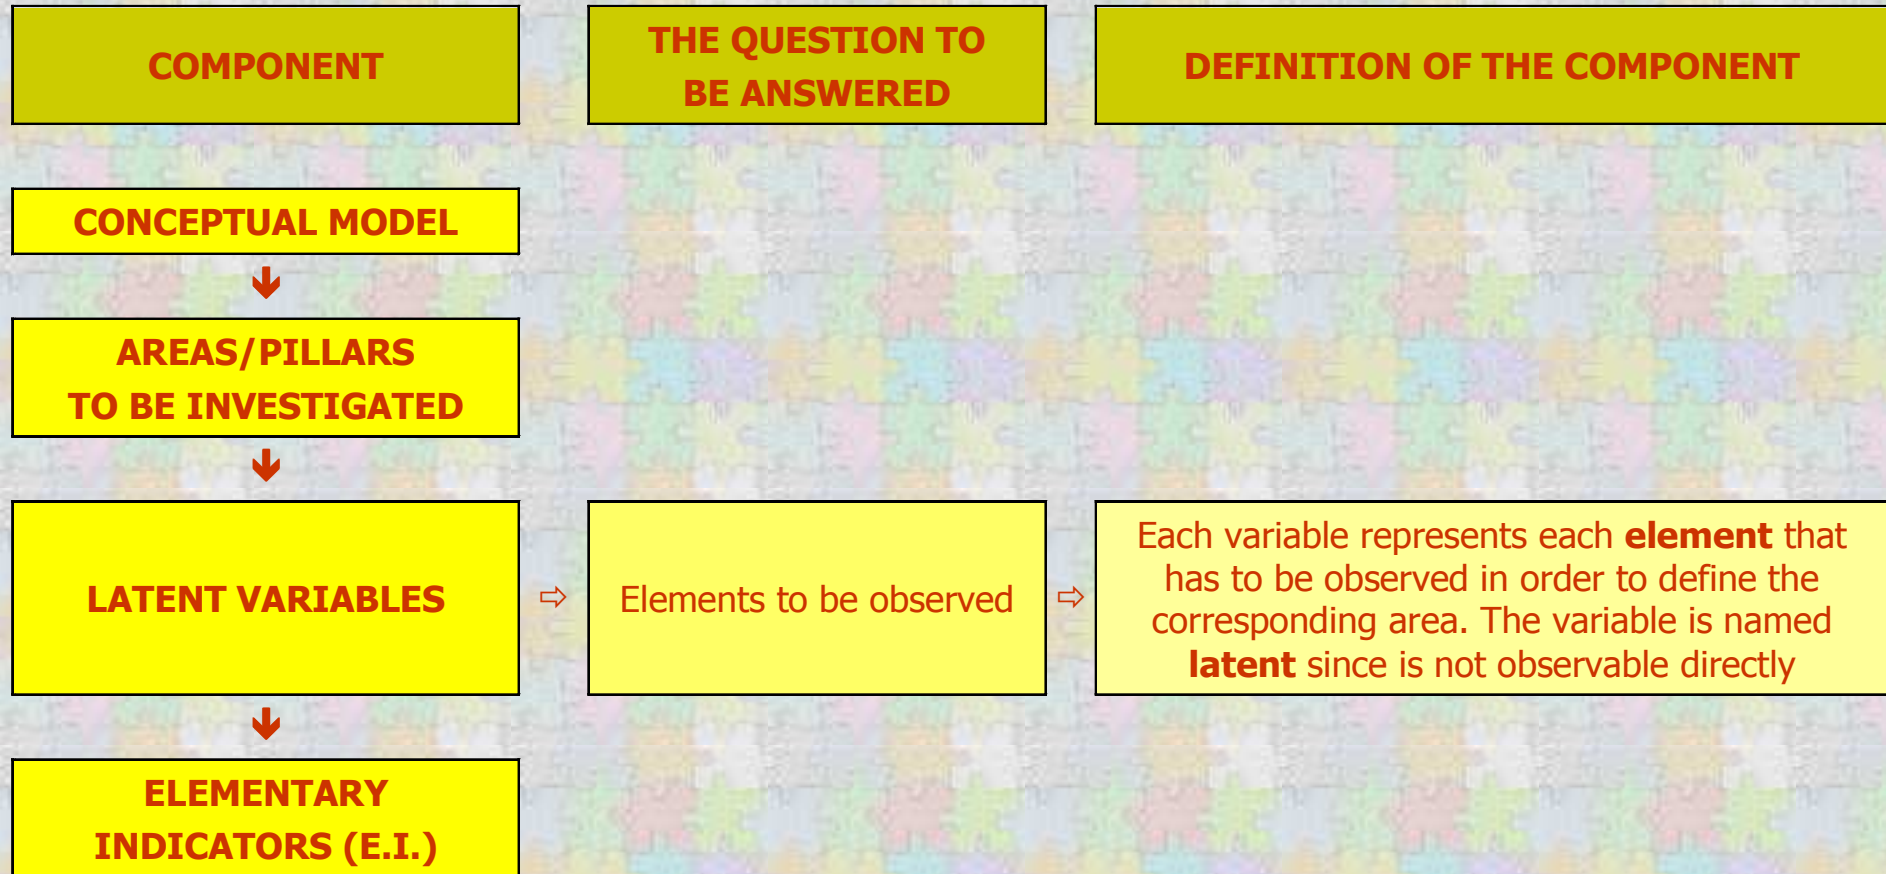 COMPONENT
THE QUESTION TO
BE ANSWERED
DEFINITION OF THE COMPONENT
CONCEPTUAL MODEL
AREAS/PILLARS
TO BE INVESTIGATED
LATENT VARIABLES
Elements to be observed
Each variable represents each element that
has to be observed in order to define the
corresponding area. The variable is named
latent since is not observable directly
ELEMENTARY
INDICATORS (E.I.)